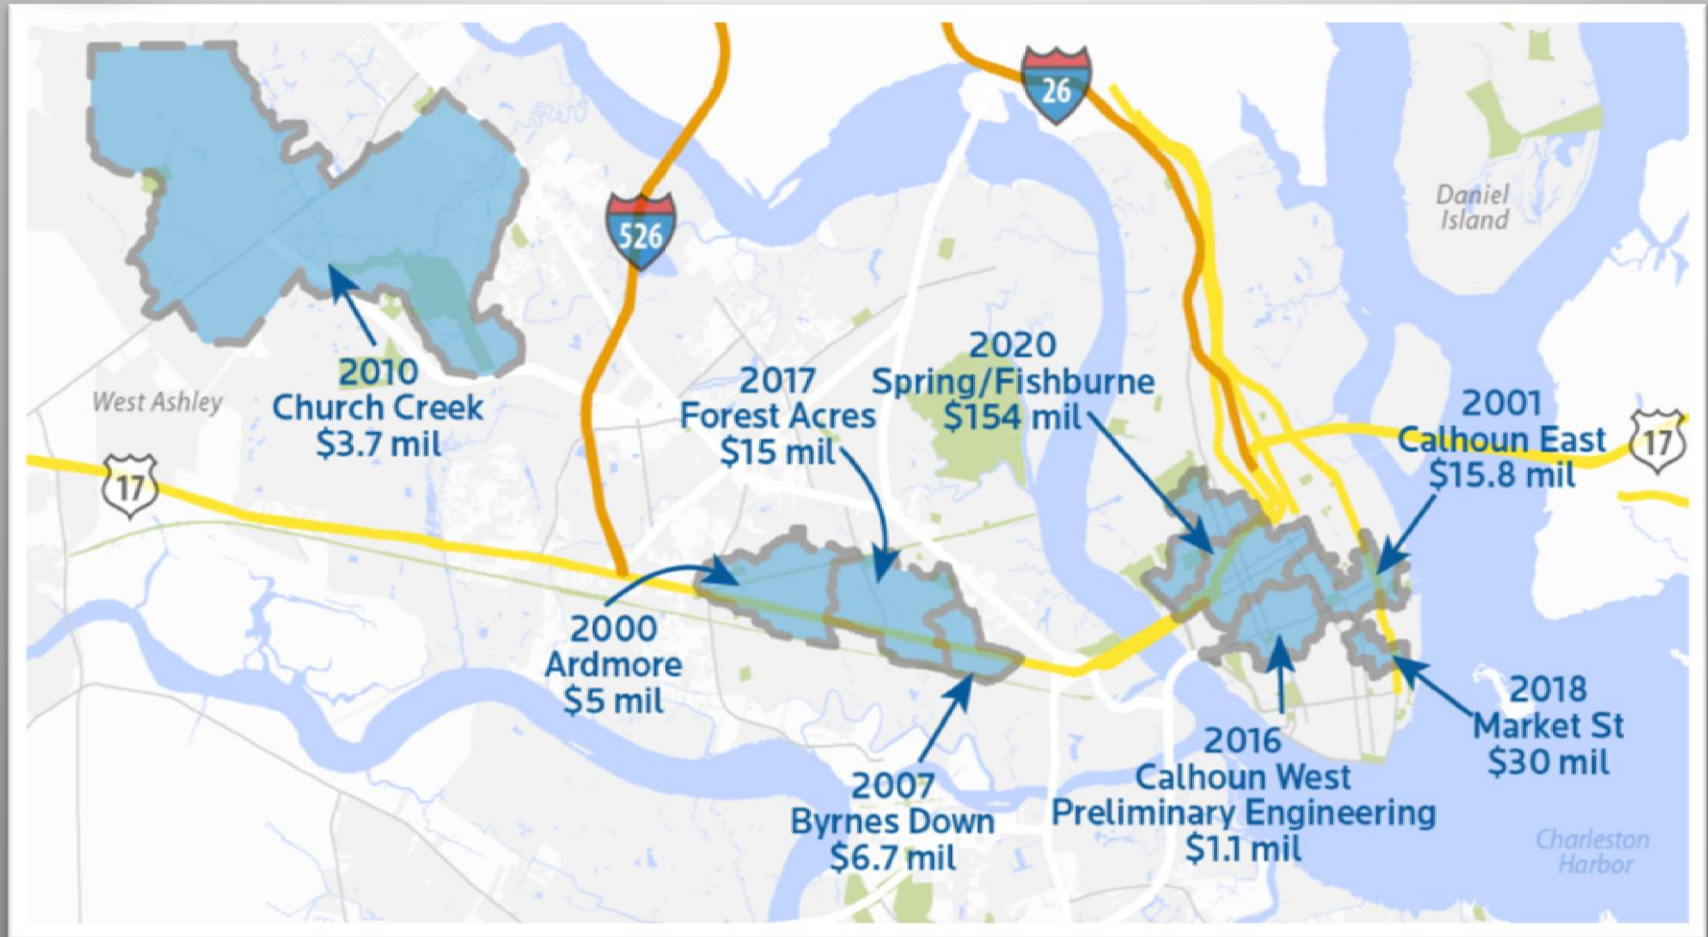 26
Daniel
Island
526
2010
Church Creek
$3.7 mil
West Ashley
17
2017
Forest Acres
$15 mil
2020
Spring/Fishburne
$154 mil
2001
Calhoun East
$15.8 mil
17
2000
Ardmore
$5 mil
2007
Byrnes Down
$6.7 mil
2016
Calhoun West
Preliminary Engineering
$1.1 mil
2018
Market St
$30 mil
Charleston
Harbor